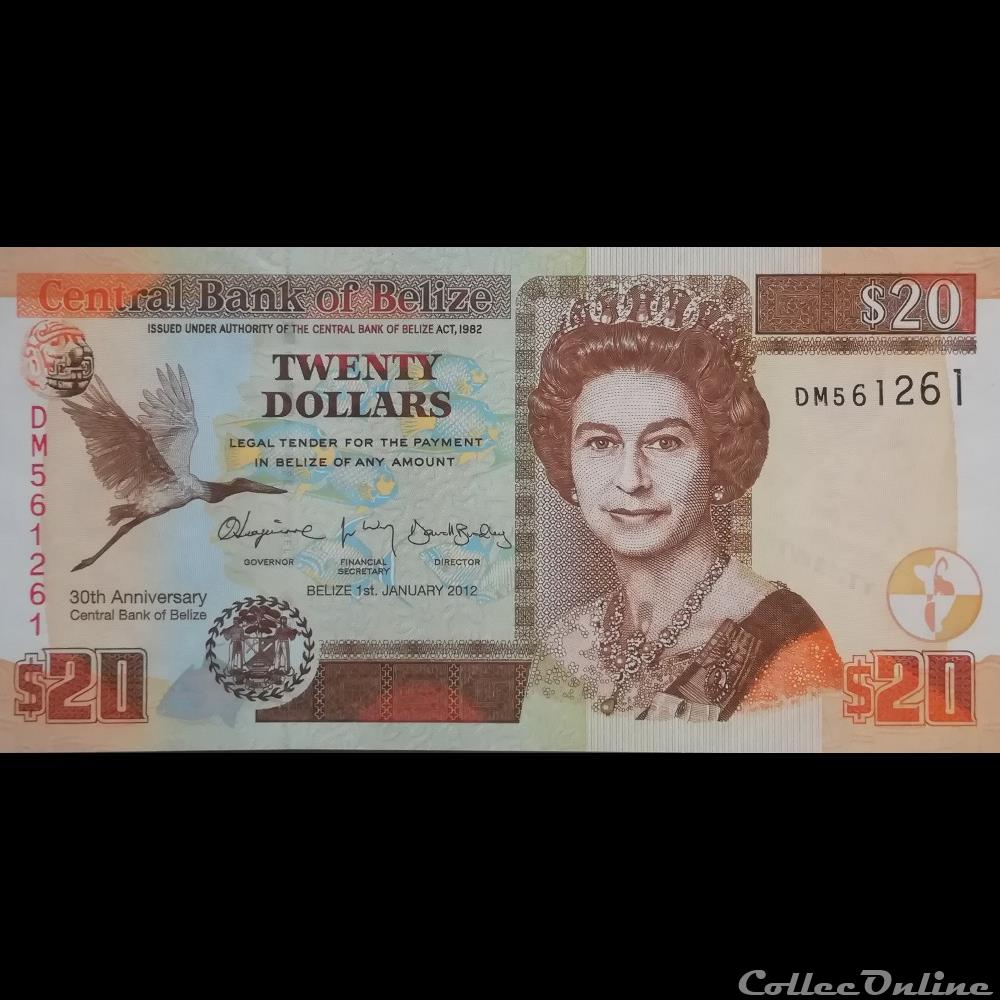 Central Bank of Belize
$20
ISSUED UNDER AUTHORITY OF THE CENTRAL BANK OF BELIZE ACT, 1982
TWENTY
DOLLARS
DM561261
LEGAL TENDER FOR THE PAYMENT
IN BELIZE OF ANY AMOUNT
DM561261
GOVERNOR
FINANCIAL
SECRETARY
DIRECTOR
BELIZE 1st. JANUARY 2012
30th Anniversary
Central Bank of Belize
$20
$20
CollecOnline